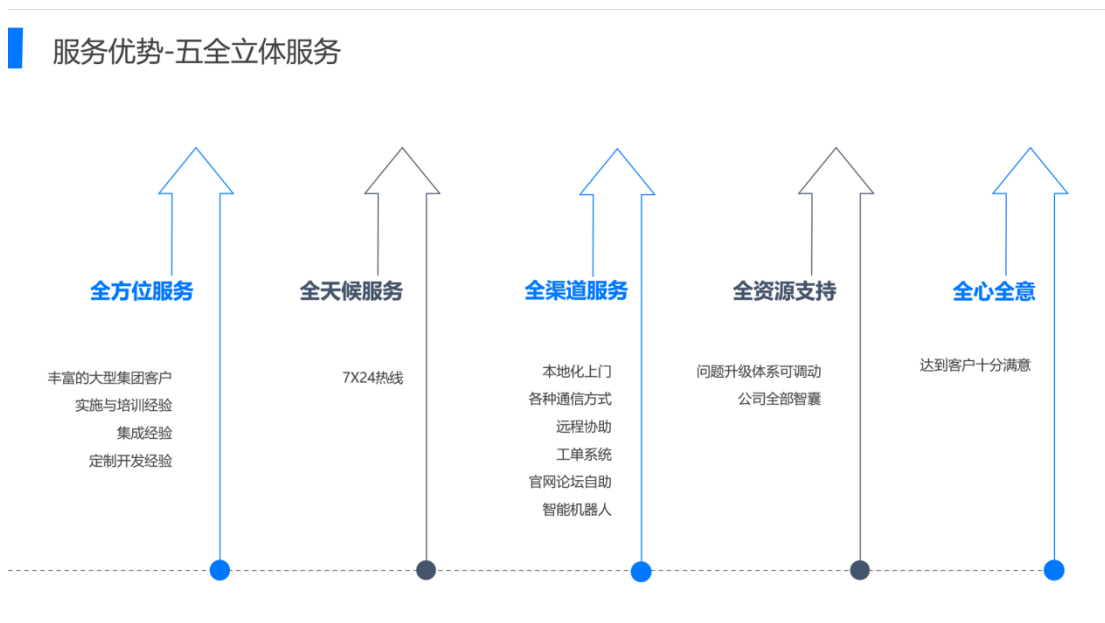 服务优势-五全立体服务
全方位服务
丰富的大型集团客户
实施与培训经验
集成经验
定制开发经验
全天候服务
7X24热线
全渠道服务
本地化上门
各种通信方式
远程协助
工单系统
官网论坛自助
智能机器人
全资源支持
问题升级体系可调动
公司全部智囊
全心全意
达到客户十分满意